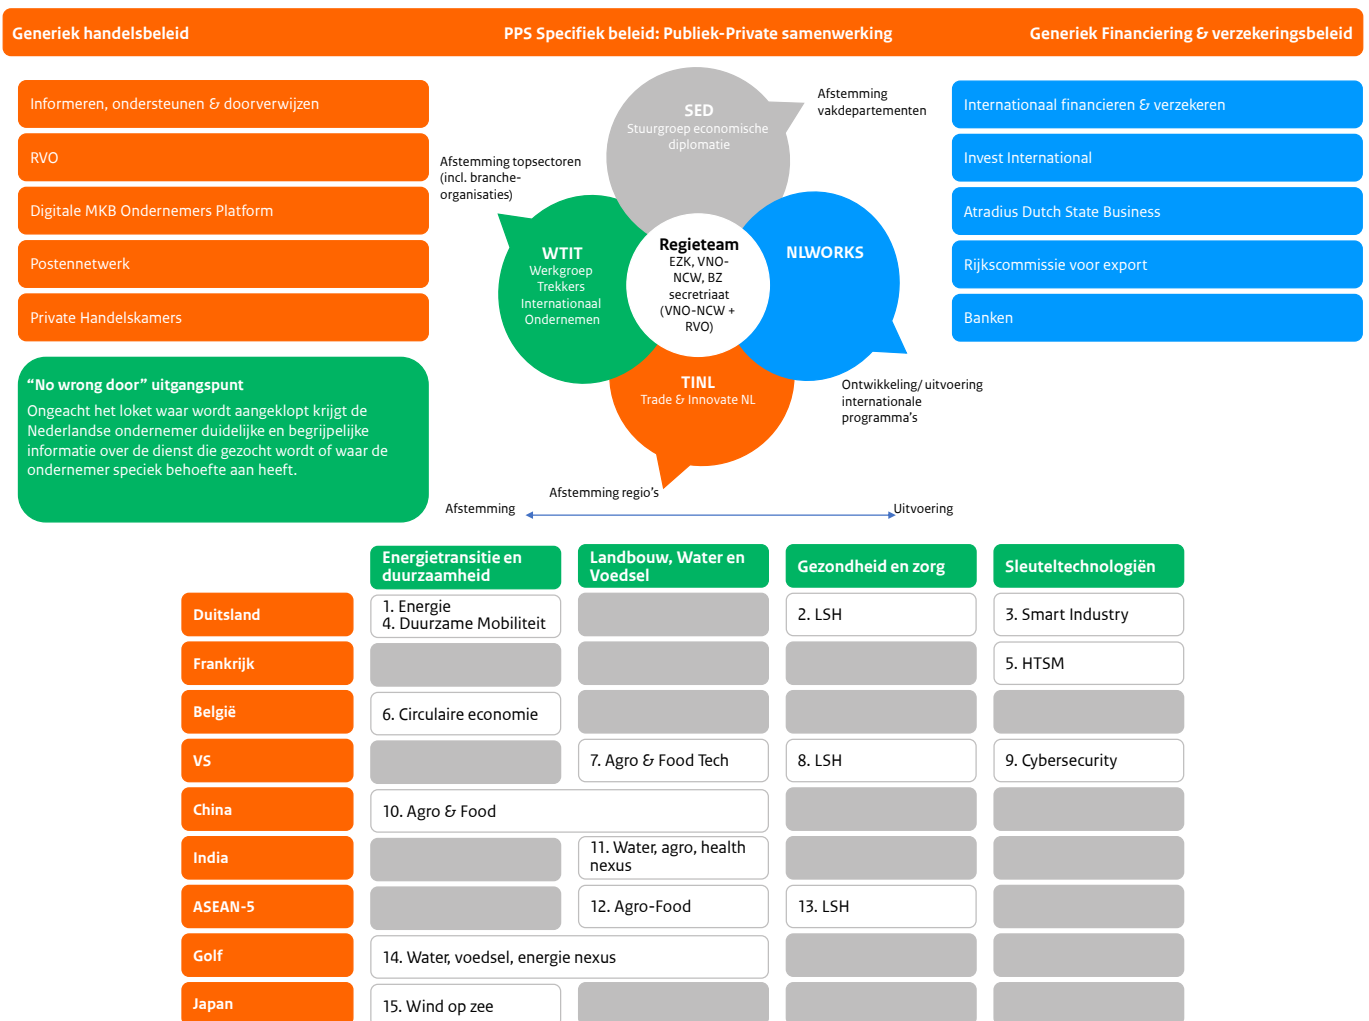 Generiek handelsbeleid
PPS Specifiek beleid: Publiek-Private samenwerking
Generiek Financiering & verzekeringsbeleid
Informeren, ondersteunen & doorverwijzen
RVO
Digitale MKB Ondernemers Platform
Postennetwerk
Private Handelskamers
“No wrong door” uitgangspunt
Ongeacht het loket waar wordt aangeklopt krijgt de
Nederlandse ondernemer duidelijke en begrijpelijke
informatie over de dienst die gezocht wordt of waar de
ondernemer speciek behoefte aan heeft.
SED
Stuurgroep economische
diplomatie
Afstemming
vakdepartementen
Afstemming topsectoren
(incl. branche-
organisaties)
WTIT
Werkgroep
Trekkers
Internationaal
Ondernemen
Regieteam
EZK, VNO-
NCW, BZ
secretriaat
(VNO-NCW +
RVO)
NLWORKS
TINL
Trade & Innovate NL
Ontwikkeling/ uitvoering
internationale
programma’s
Afstemming regio’s
Afstemming
Uitvoering
Internationaal financieren & verzekeren
Invest International
Atradius Dutch State Business
Rijkscommissie voor export
Banken
Energietransitie en
duurzaamheid
Landbouw, Water en
Voedsel
Gezondheid en zorg
Sleuteltechnologiën
Duitsland
1. Energie
4. Duurzame Mobiliteit
2. LSH
3. Smart Industry
Frankrijk
5. HTSM
België
6. Circulaire economie
VS
7. Agro & Food Tech
8. LSH
9. Cybersecurity
China
10. Agro & Food
India
11. Water, agro, health
nexus
ASEAN-5
12. Agro-Food
13. LSH
Golf
14. Water, voedsel, energie nexus
Japan
15. Wind op zee